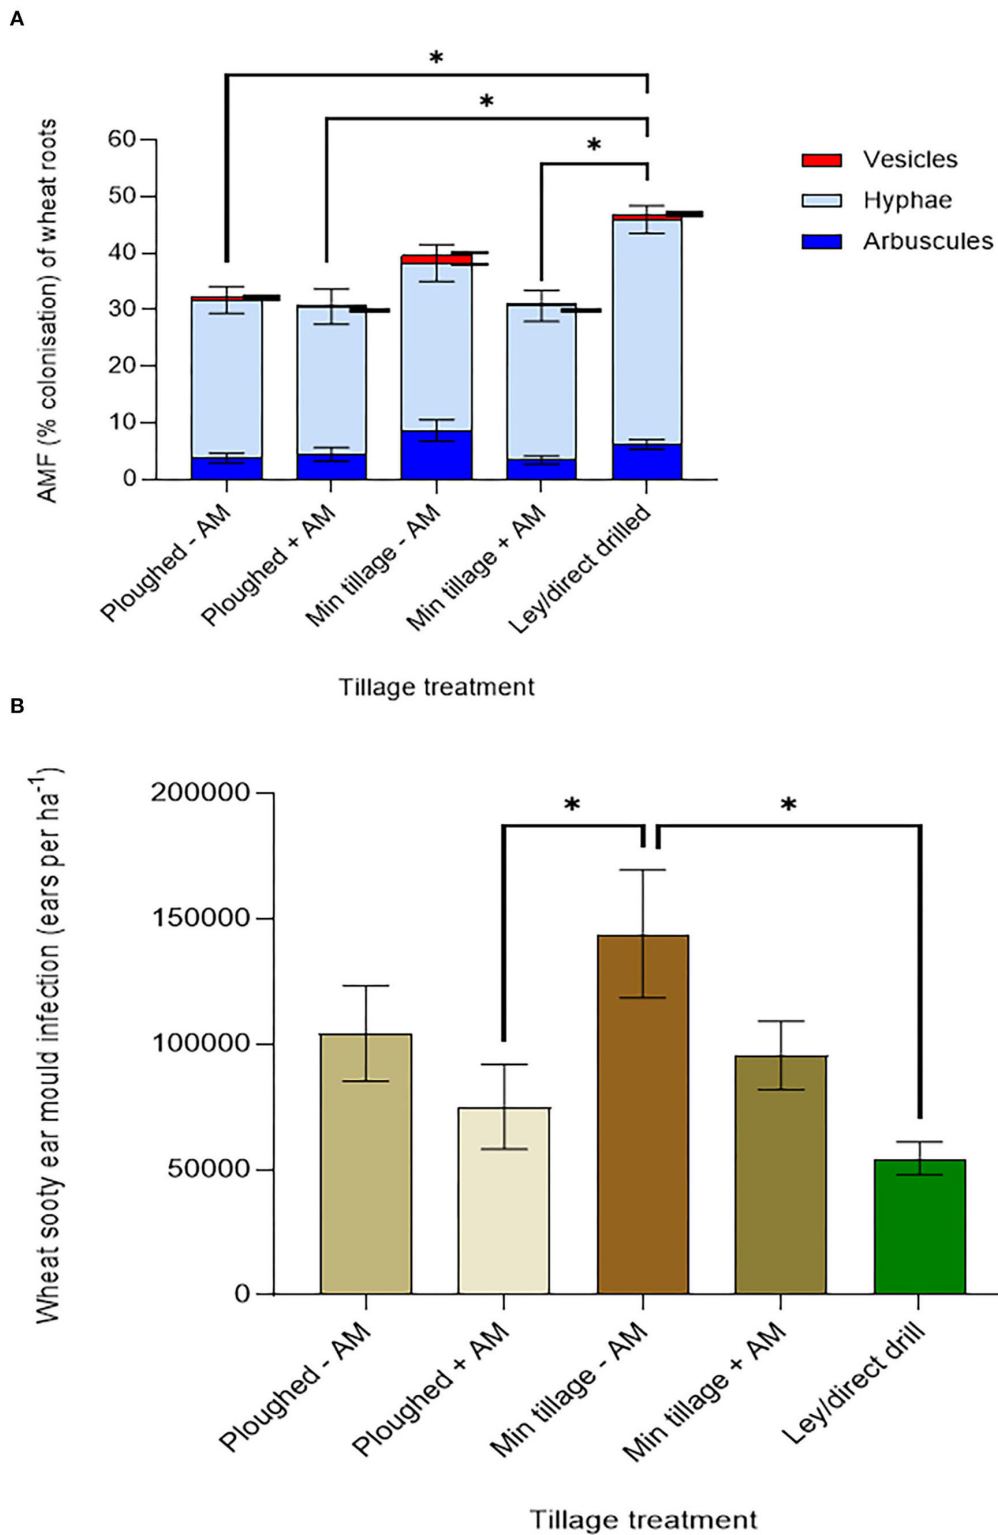 A
*
*
*
AMF (% colonisation) of wheat roots
60
50
40
30
20
10
0
Vesicles
Hyphae
Arbuscules
Ploughed - AM
Ploughed + AM
Min tillage - AM
Min tillage + AM
Ley/direct drilled
Tillage treatment
B
Wheat sooty ear mould infection (ears per ha⁻¹)
200000
150000
100000
50000
0
*
*
Ploughed - AM
Ploughed + AM
Min tillage - AM
Min tillage + AM
Ley/direct drill
Tillage treatment